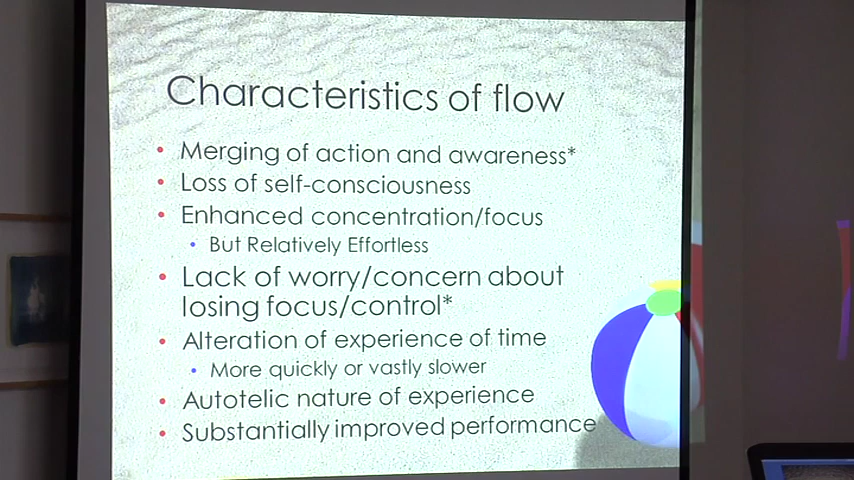 Characteristics of flow
• Merging of action and awareness*
• Loss of self-consciousness
• Enhanced concentration/focus
• But Relatively Effortless
• Lack of worry/concern about
losing focus/control*
• Alteration of experience of time
• More quickly or vastly slower
• Autotelic nature of experience
• Substantially improved performance